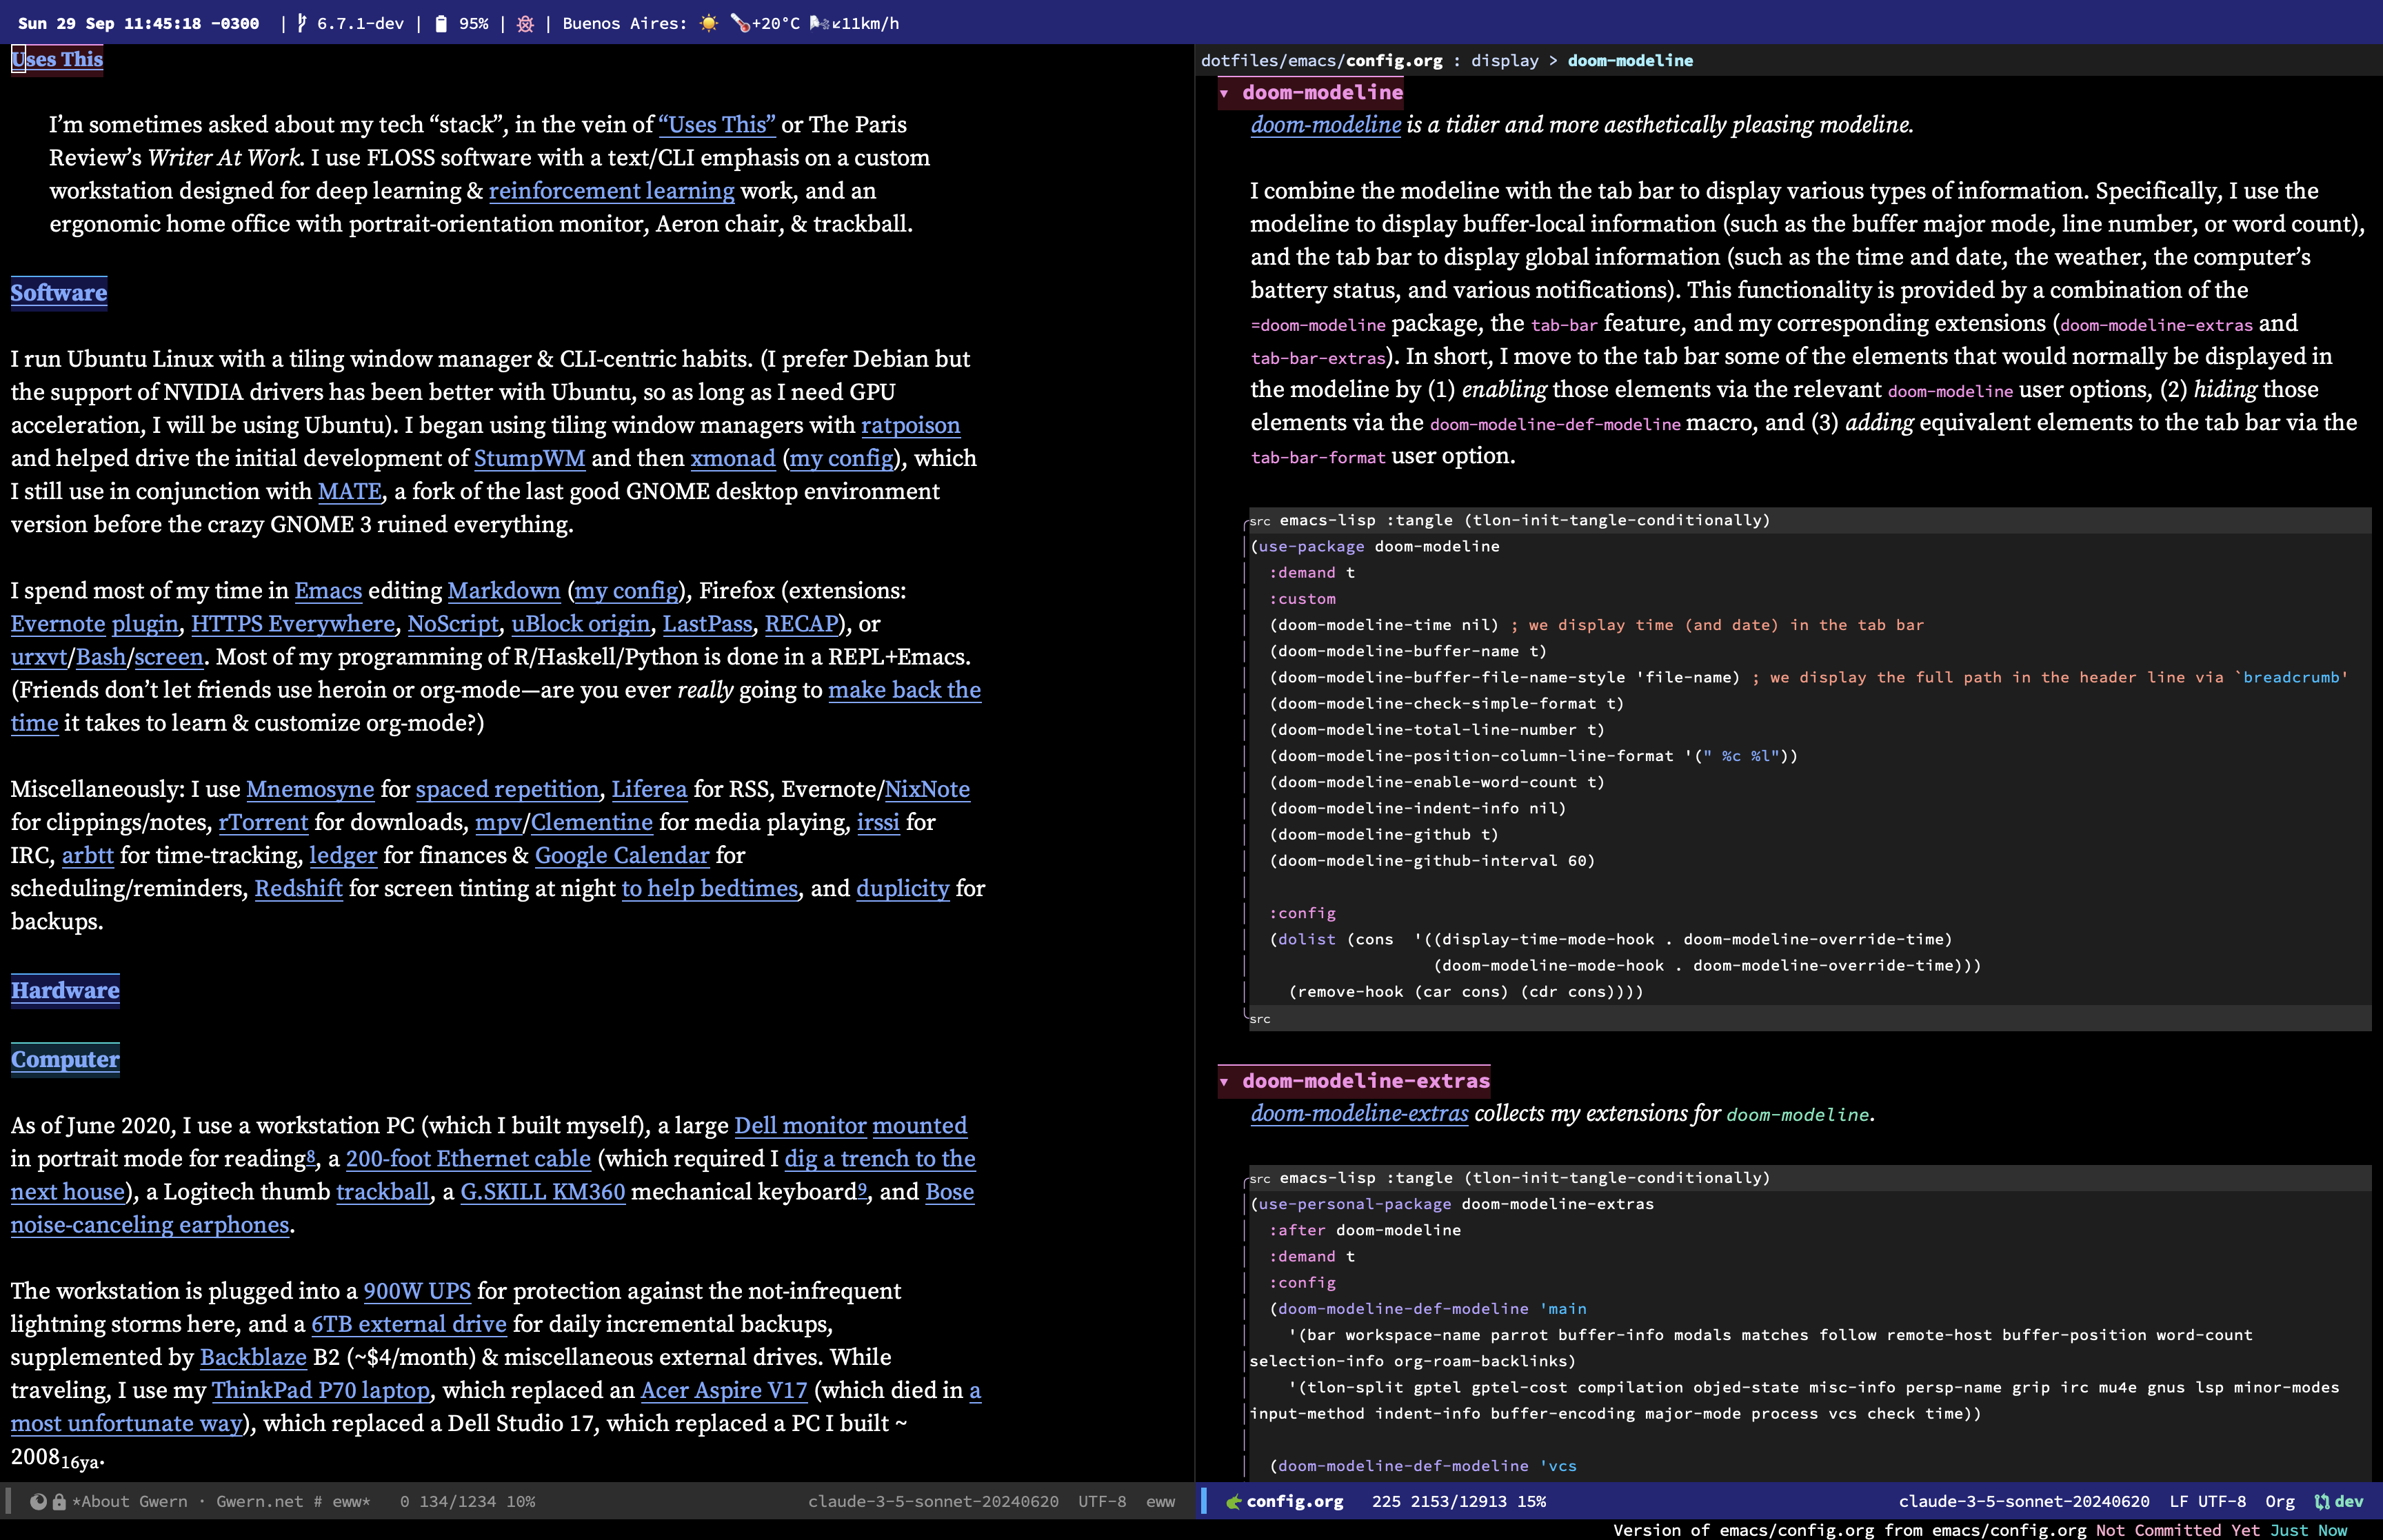 Sun 29 Sep 11:45:18 -0300 | 6.7.1-dev | 95% | | Buenos Aires: ☀️ 🌡️+20°C 🌬️↙11km/h
Uses This
I’m sometimes asked about my tech “stack”, in the vein of “Uses This” or The Paris
Review’s Writer At Work. I use FLOSS software with a text/CLI emphasis on a custom
workstation designed for deep learning & reinforcement learning work, and an
ergonomic home office with portrait-orientation monitor, Aeron chair, & trackball.
Software
I run Ubuntu Linux with a tiling window manager & CLI-centric habits. (I prefer Debian but
the support of NVIDIA drivers has been better with Ubuntu, so as long as I need GPU
acceleration, I will be using Ubuntu). I began using tiling window managers with ratpoison
and helped drive the initial development of StumpWM and then xmonad (my config), which
I still use in conjunction with MATE, a fork of the last good GNOME desktop environment
version before the crazy GNOME 3 ruined everything.
I spend most of my time in Emacs editing Markdown (my config), Firefox (extensions:
Evernote plugin, HTTPS Everywhere, NoScript, uBlock origin, LastPass, RECAP), or
urxvt/Bash/screen. Most of my programming of R/Haskell/Python is done in a REPL+Emacs.
(Friends don’t let friends use heroin or org-mode—are you ever really going to make back the
time it takes to learn & customize org-mode?)
Miscellaneously: I use Mnemosyne for spaced repetition, Liferea for RSS, Evernote/NixNote
for clippings/notes, rTorrent for downloads, mpv/Clementine for media playing, irssi for
IRC, arbtt for time-tracking, ledger for finances & Google Calendar for
scheduling/reminders, Redshift for screen tinting at night to help bedtimes, and duplicity for
backups.
Hardware
Computer
As of June 2020, I use a workstation PC (which I built myself), a large Dell monitor mounted
in portrait mode for reading8, a 200-foot Ethernet cable (which required I dig a trench to the
next house), a Logitech thumb trackball, a G.SKILL KM360 mechanical keyboard9, and Bose
noise-canceling earphones.
The workstation is plugged into a 900W UPS for protection against the not-infrequent
lightning storms here, and a 6TB external drive for daily incremental backups,
supplemented by Backblaze B2 (~$4/month) & miscellaneous external drives. While
traveling, I use my ThinkPad P70 laptop, which replaced an Acer Aspire V17 (which died in a
most unfortunate way), which replaced a Dell Studio 17, which replaced a PC I built ~
200816ya.
*About Gwern · Gwern.net # eww* 0 134/1234 10% claude-3-5-sonnet-20240620 UTF-8 eww
dotfiles/emacs/config.org : display > doom-modeline
▾ doom-modeline
doom-modeline is a tidier and more aesthetically pleasing modeline.
I combine the modeline with the tab bar to display various types of information. Specifically, I use the
modeline to display buffer-local information (such as the buffer major mode, line number, or word count),
and the tab bar to display global information (such as the time and date, the weather, the computer’s
battery status, and various notifications). This functionality is provided by a combination of the
=doom-modeline package, the tab-bar feature, and my corresponding extensions (doom-modeline-extras and
tab-bar-extras). In short, I move to the tab bar some of the elements that would normally be displayed in
the modeline by (1) enabling those elements via the relevant doom-modeline user options, (2) hiding those
elements via the doom-modeline-def-modeline macro, and (3) adding equivalent elements to the tab bar via the
tab-bar-format user option.
src emacs-lisp :tangle (tlon-init-tangle-conditionally)
(use-package doom-modeline
:demand t
:custom
(doom-modeline-time nil) ; we display time (and date) in the tab bar
(doom-modeline-buffer-name t)
(doom-modeline-buffer-file-name-style 'file-name) ; we display the full path in the header line via `breadcrumb'
(doom-modeline-check-simple-format t)
(doom-modeline-total-line-number t)
(doom-modeline-position-column-line-format '(" %c %l"))
(doom-modeline-enable-word-count t)
(doom-modeline-indent-info nil)
(doom-modeline-github t)
(doom-modeline-github-interval 60)
:config
(dolist (cons '((display-time-mode-hook . doom-modeline-override-time)
(doom-modeline-mode-hook . doom-modeline-override-time)))
(remove-hook (car cons) (cdr cons))))
src
▾ doom-modeline-extras
doom-modeline-extras collects my extensions for doom-modeline.
src emacs-lisp :tangle (tlon-init-tangle-conditionally)
(use-personal-package doom-modeline-extras
:after doom-modeline
:demand t
:config
(doom-modeline-def-modeline 'main
'(bar workspace-name parrot buffer-info modals matches follow remote-host buffer-position word-count
selection-info org-roam-backlinks)
'(tlon-split gptel gptel-cost compilation objed-state misc-info persp-name grip irc mu4e gnus lsp minor-modes
input-method indent-info buffer-encoding major-mode process vcs check time))
(doom-modeline-def-modeline 'vcs
config.org 225 2153/12913 15% claude-3-5-sonnet-20240620 LF UTF-8 Org dev
Version of emacs/config.org from emacs/config.org Not Committed Yet Just Now